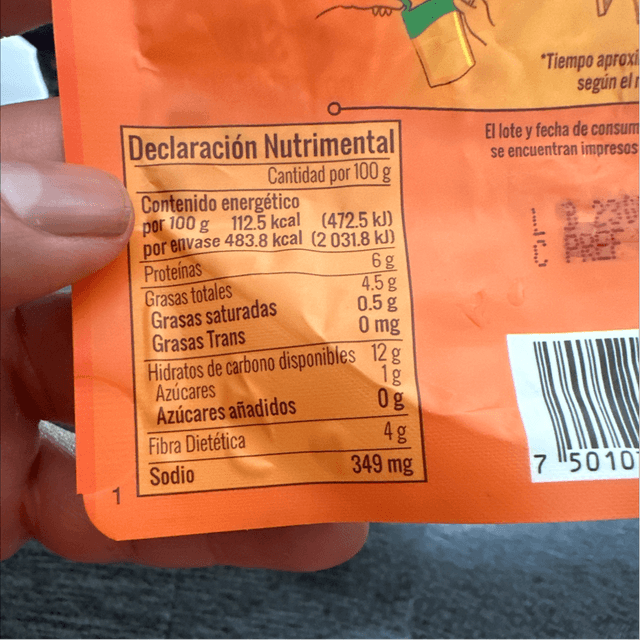 *Tiempo
según el
El lote y fecha de
se encuentran impresos
Declaración Nutrimental
Cantidad por 100 g
Contenido energético
por 100 g 112.5 kcal (472.5 kJ)
por envase 483.8 kcal (2 031.8 kJ)
Proteínas 6 g
Grasas totales 4.5 g
Grasas saturadas 0.5 g
Grasas Trans 0 mg
Hidratos de carbono disponibles 12 g
Azúcares 1 g
Azúcares añadidos 0 g
Fibra Dietética 4 g
Sodio 349 mg
1
7 5010